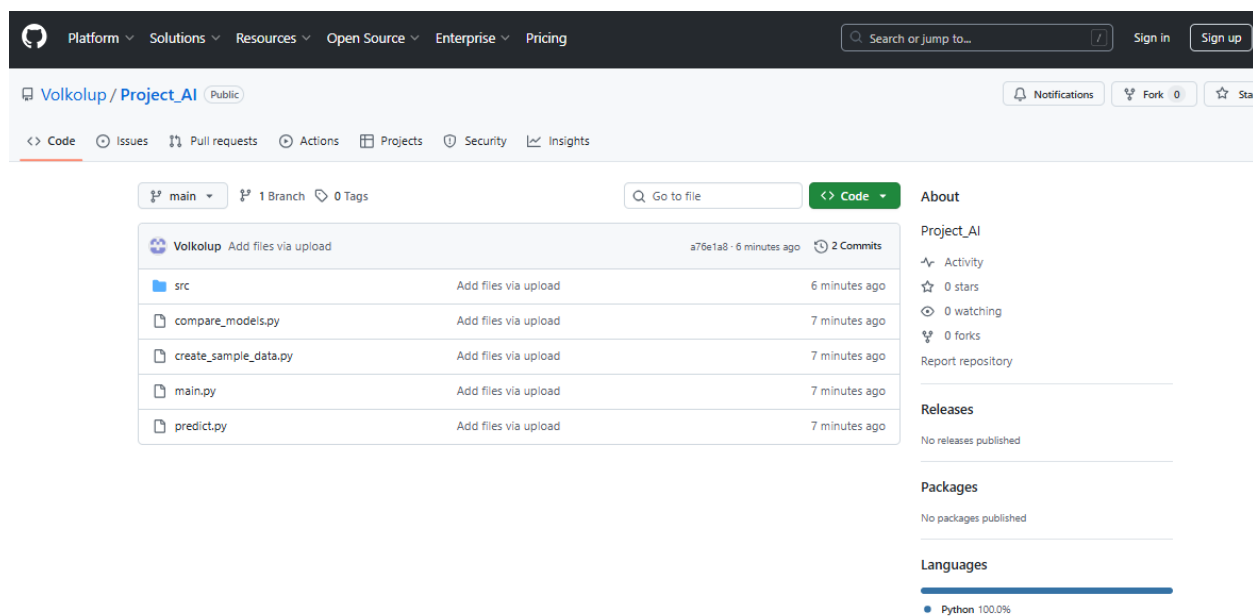 Platform Solutions Resources Open Source Enterprise Pricing Search or jump to... / Sign in Sign up
Volkolup / Project_AI Public Notifications Fork 0 Sta
Code Issues Pull requests Actions Projects Security Insights
main 1 Branch 0 Tags Go to file Code
Volkolup Add files via upload a76e1a8 · 6 minutes ago 2 Commits
src Add files via upload 6 minutes ago
compare_models.py Add files via upload 7 minutes ago
create_sample_data.py Add files via upload 7 minutes ago
main.py Add files via upload 7 minutes ago
predict.py Add files via upload 7 minutes ago
About
Project_AI
Activity
0 stars
0 watching
0 forks
Report repository
Releases
No releases published
Packages
No packages published
Languages
Python 100.0%